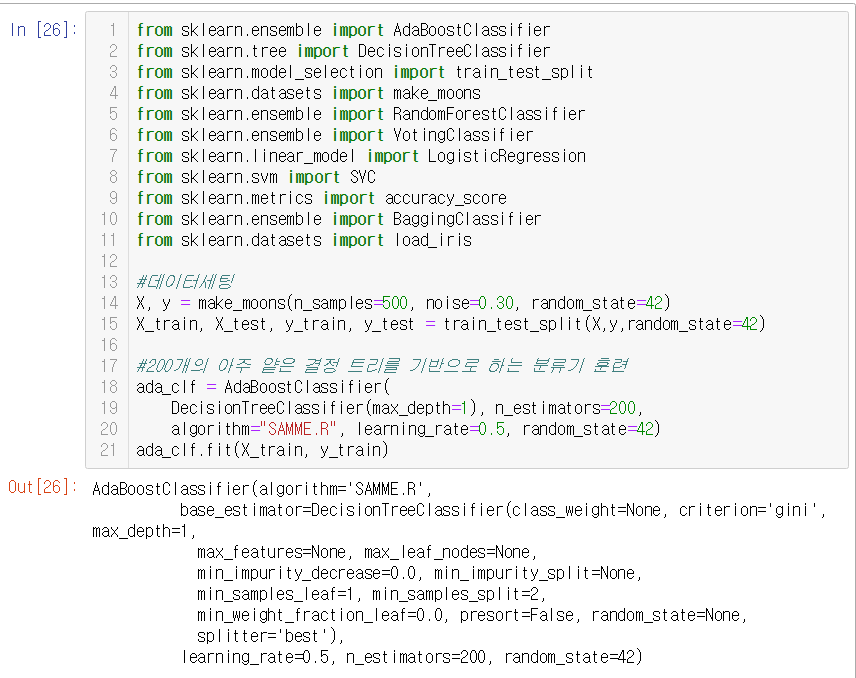 In [26]:
1 from sklearn.ensemble import AdaBoostClassifier
2 from sklearn.tree import DecisionTreeClassifier
3 from sklearn.model_selection import train_test_split
4 from sklearn.datasets import make_moons
5 from sklearn.ensemble import RandomForestClassifier
6 from sklearn.ensemble import VotingClassifier
7 from sklearn.linear_model import LogisticRegression
8 from sklearn.svm import SVC
9 from sklearn.metrics import accuracy_score
10 from sklearn.ensemble import BaggingClassifier
11 from sklearn.datasets import load_iris
12
13 #데이터세팅
14 X, y = make_moons(n_samples=500, noise=0.30, random_state=42)
15 X_train, X_test, y_train, y_test = train_test_split(X,y,random_state=42)
16
17 #200개의 아주 얕은 결정 트리를 기반으로 하는 분류기 훈련
18 ada_clf = AdaBoostClassifier(
19     DecisionTreeClassifier(max_depth=1), n_estimators=200,
20     algorithm="SAMME.R", learning_rate=0.5, random_state=42)
21 ada_clf.fit(X_train, y_train)
Out[26]: AdaBoostClassifier(algorithm='SAMME.R',
base_estimator=DecisionTreeClassifier(class_weight=None, criterion='gini',
max_depth=1,
max_features=None, max_leaf_nodes=None,
min_impurity_decrease=0.0, min_impurity_split=None,
min_samples_leaf=1, min_samples_split=2,
min_weight_fraction_leaf=0.0, presort=False, random_state=None,
splitter='best'),
learning_rate=0.5, n_estimators=200, random_state=42)